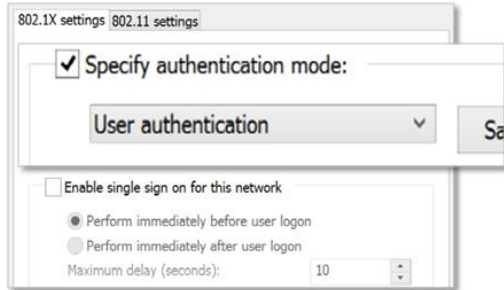 802.1X settings 802.11 settings
Specify authentication mode:
User authentication Sa
Enable single sign on for this network
Perform immediately before user logon
Perform immediately after user logon
Maximum delay (seconds): 10